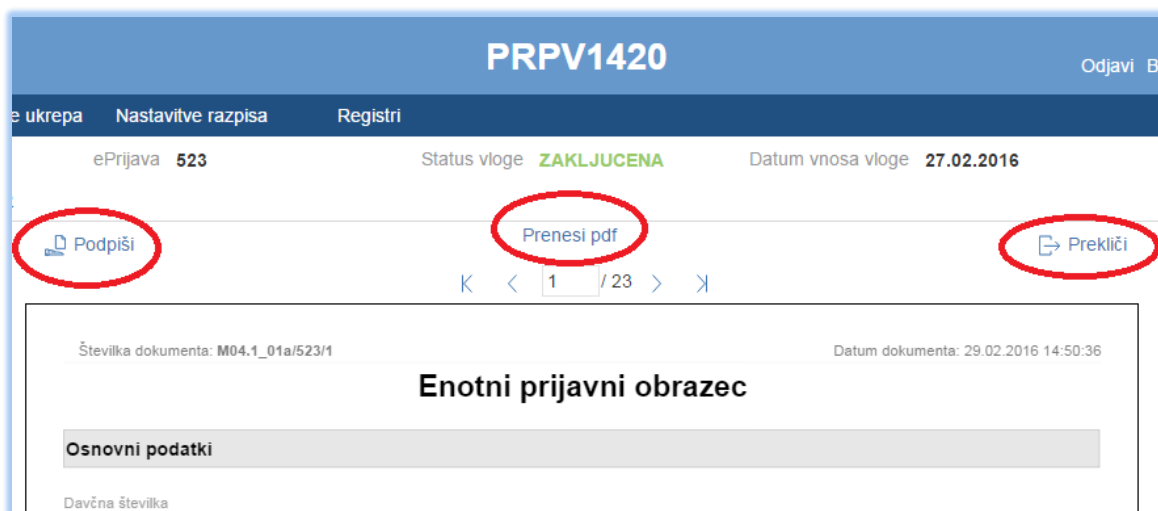 PRPV1420
Odjavi B
e ukrepa Nastavitve razpisa Registri
ePrijava 523 Status vloge ZAKLJUCENA Datum vnosa vloge 27.02.2016
Podpiši Prenesi pdf Prekliči
1 / 23
Številka dokumenta: M04.1_01a/523/1 Datum dokumenta: 29.02.2016 14:50:36
Enotni prijavni obrazec
Osnovni podatki
Davčna številka